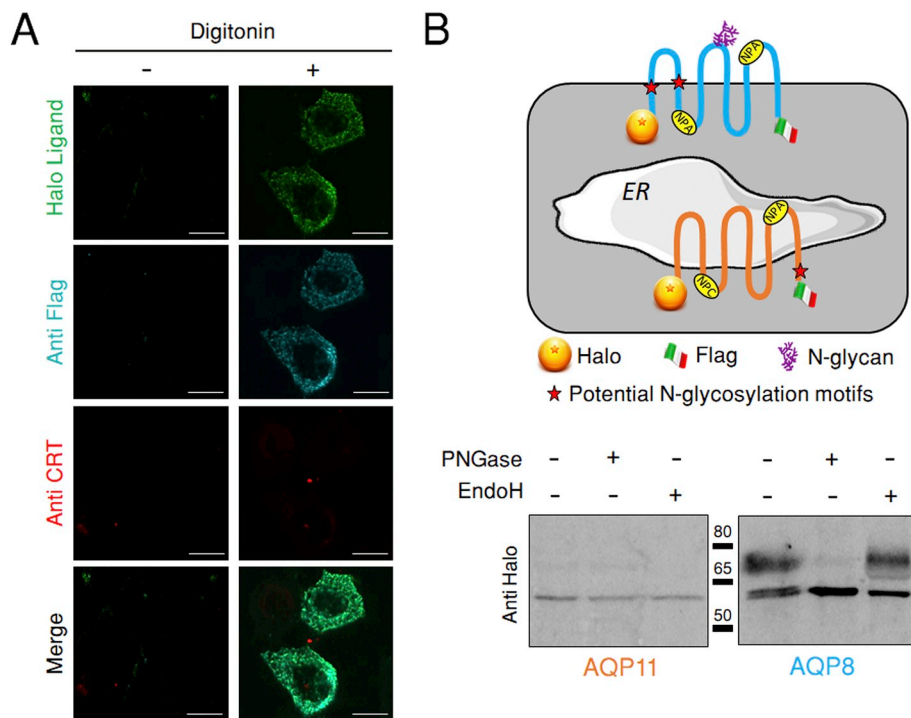 A
Digitonin
- +
Halo Ligand
Anti Flag
Anti CRT
Merge
B
NPA
NPA
ER
NPA
NPC
Halo Flag N-glycan
Potential N-glycosylation motifs
PNGase - + - - + -
EndoH - - + - - +
Anti Halo
80
65
50
AQP11 AQP8